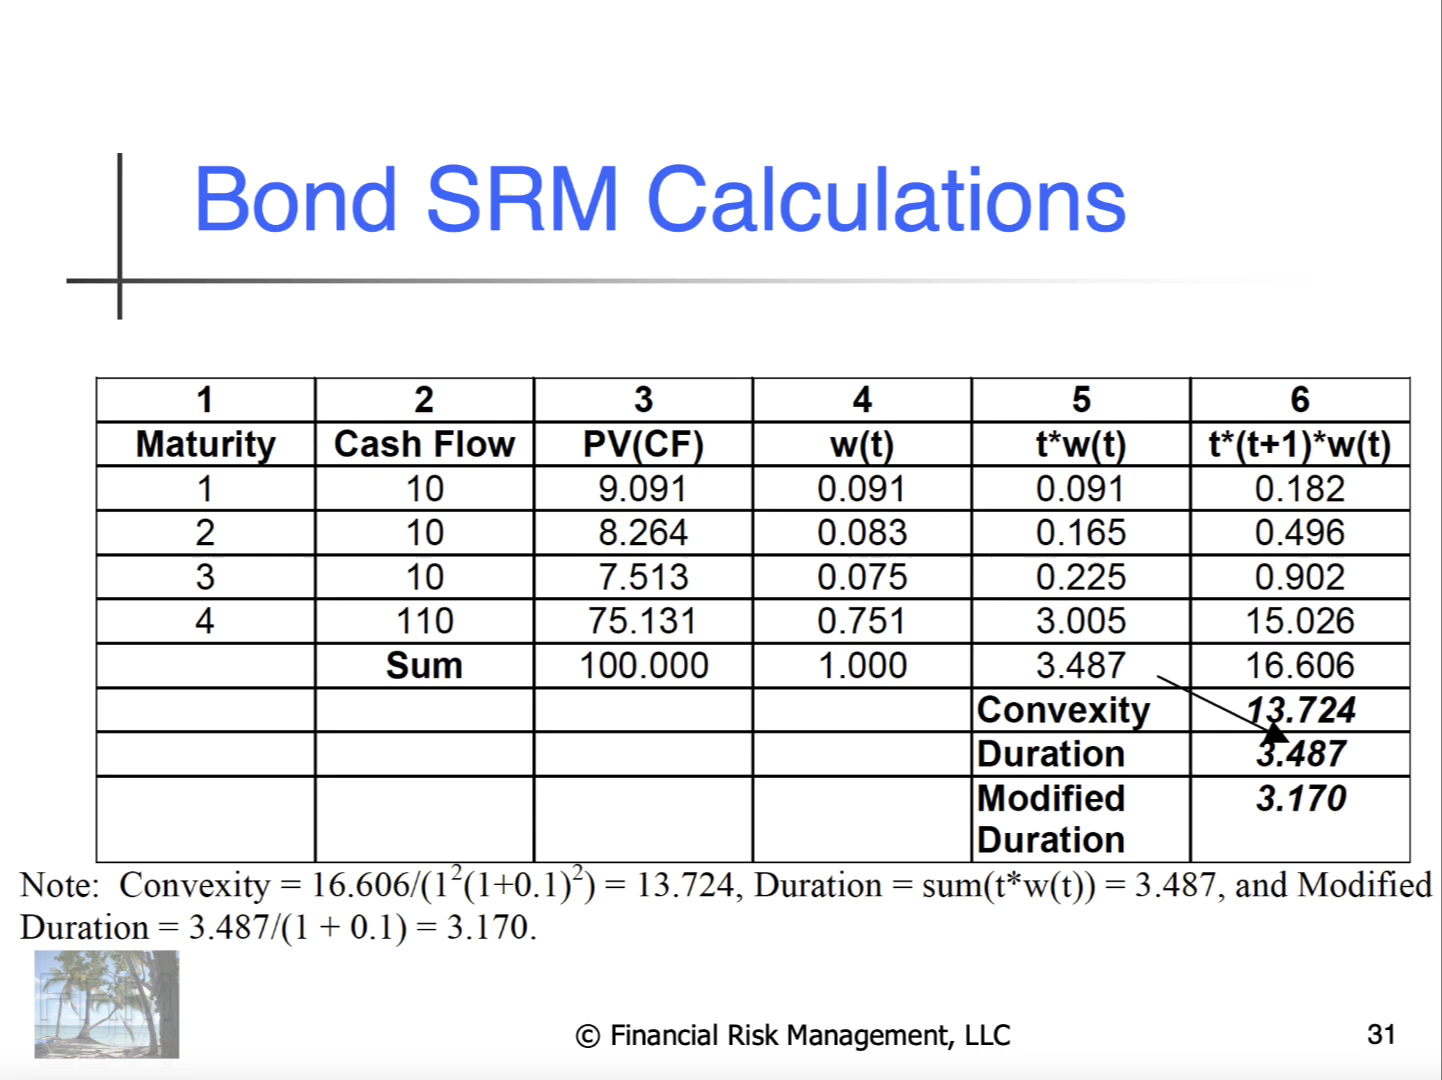 Bond SRM Calculations
1 2 3 4 5 6
Maturity Cash Flow PV(CF) w(t) t*w(t) t*(t+1)*w(t)
1 10 9.091 0.091 0.091 0.182
2 10 8.264 0.083 0.165 0.496
3 10 7.513 0.075 0.225 0.902
4 110 75.131 0.751 3.005 15.026
Sum 100.000 1.000 3.487 16.606
Convexity 13.724
Duration 3.487
Modified 3.170
Duration
Note: Convexity = 16.606/(1²(1+0.1)²) = 13.724, Duration = sum(t*w(t)) = 3.487, and Modified
Duration = 3.487/(1 + 0.1) = 3.170.
© Financial Risk Management, LLC 31